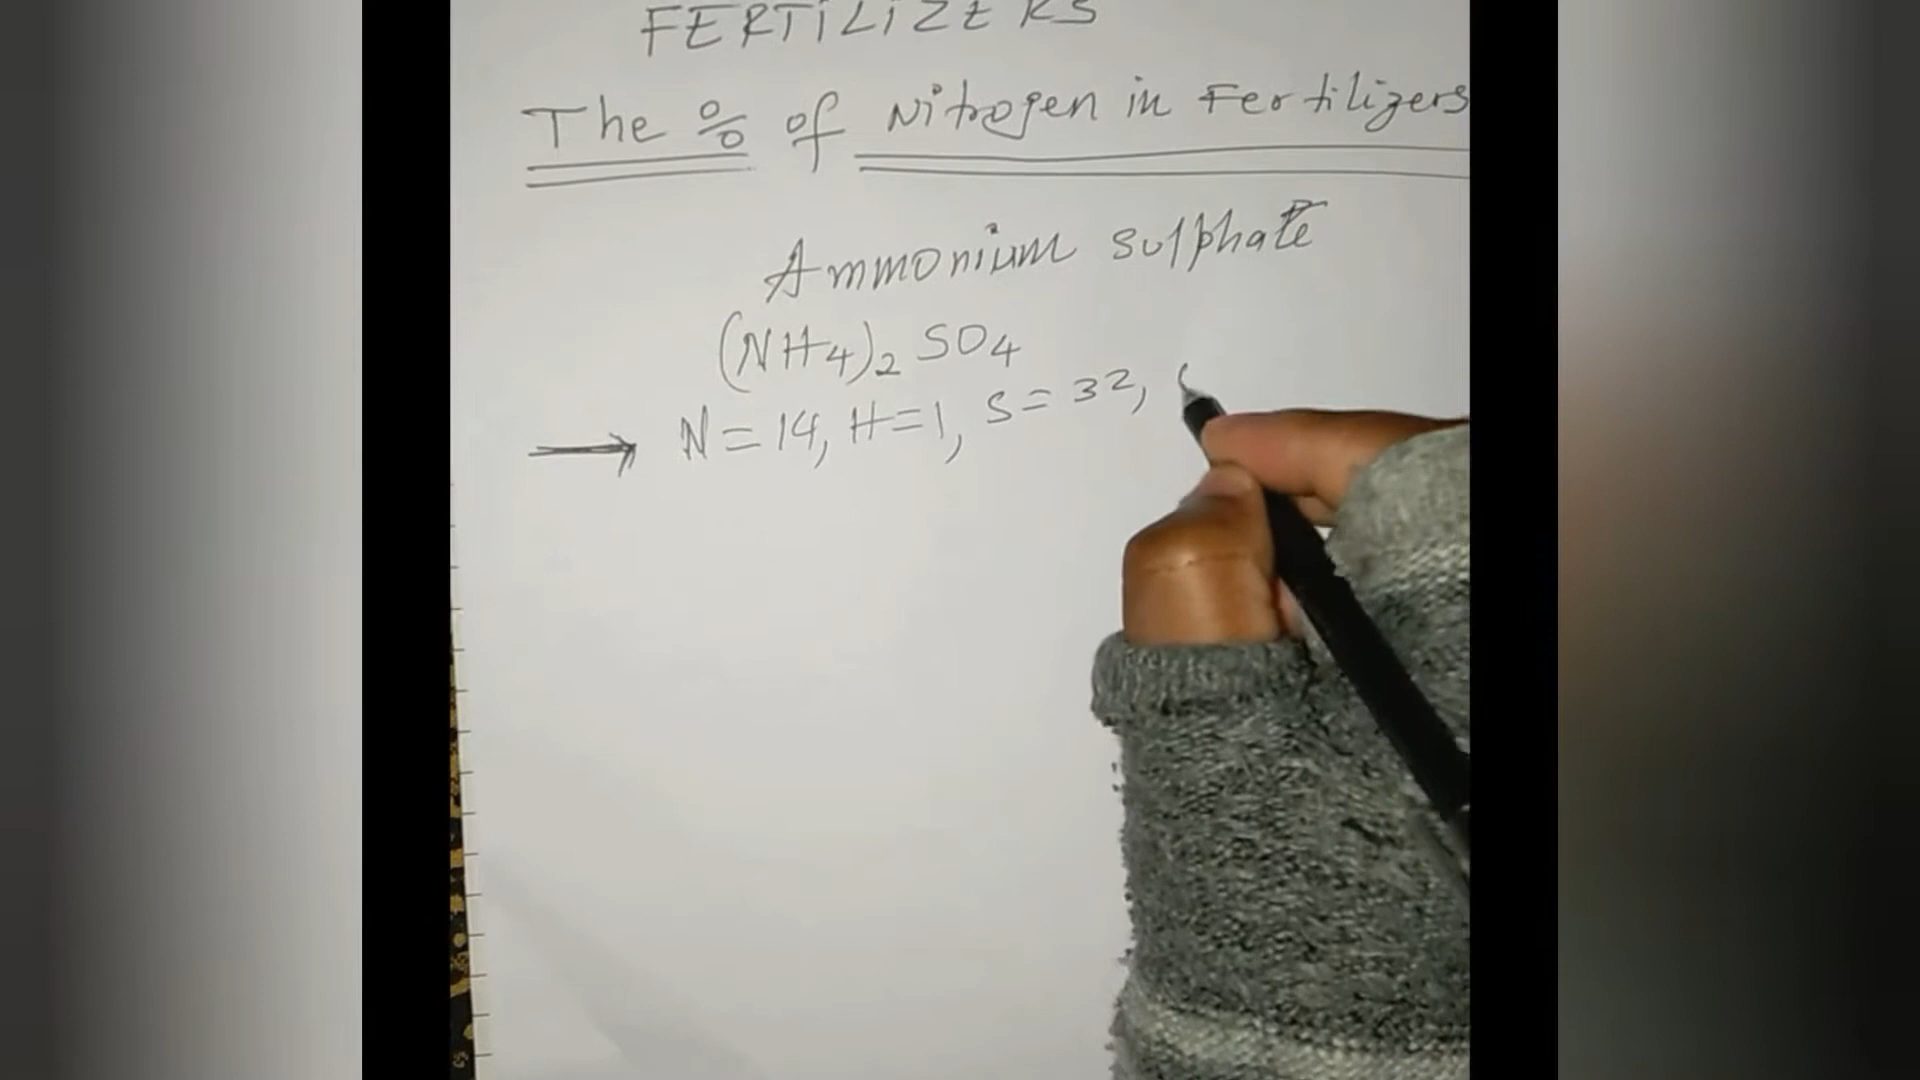 FERTILIZERS
The % of Nitrogen in Fertilizers
Ammonium sulphate
(NH4)2 SO4
→ N = 14, H = 1, S = 32,